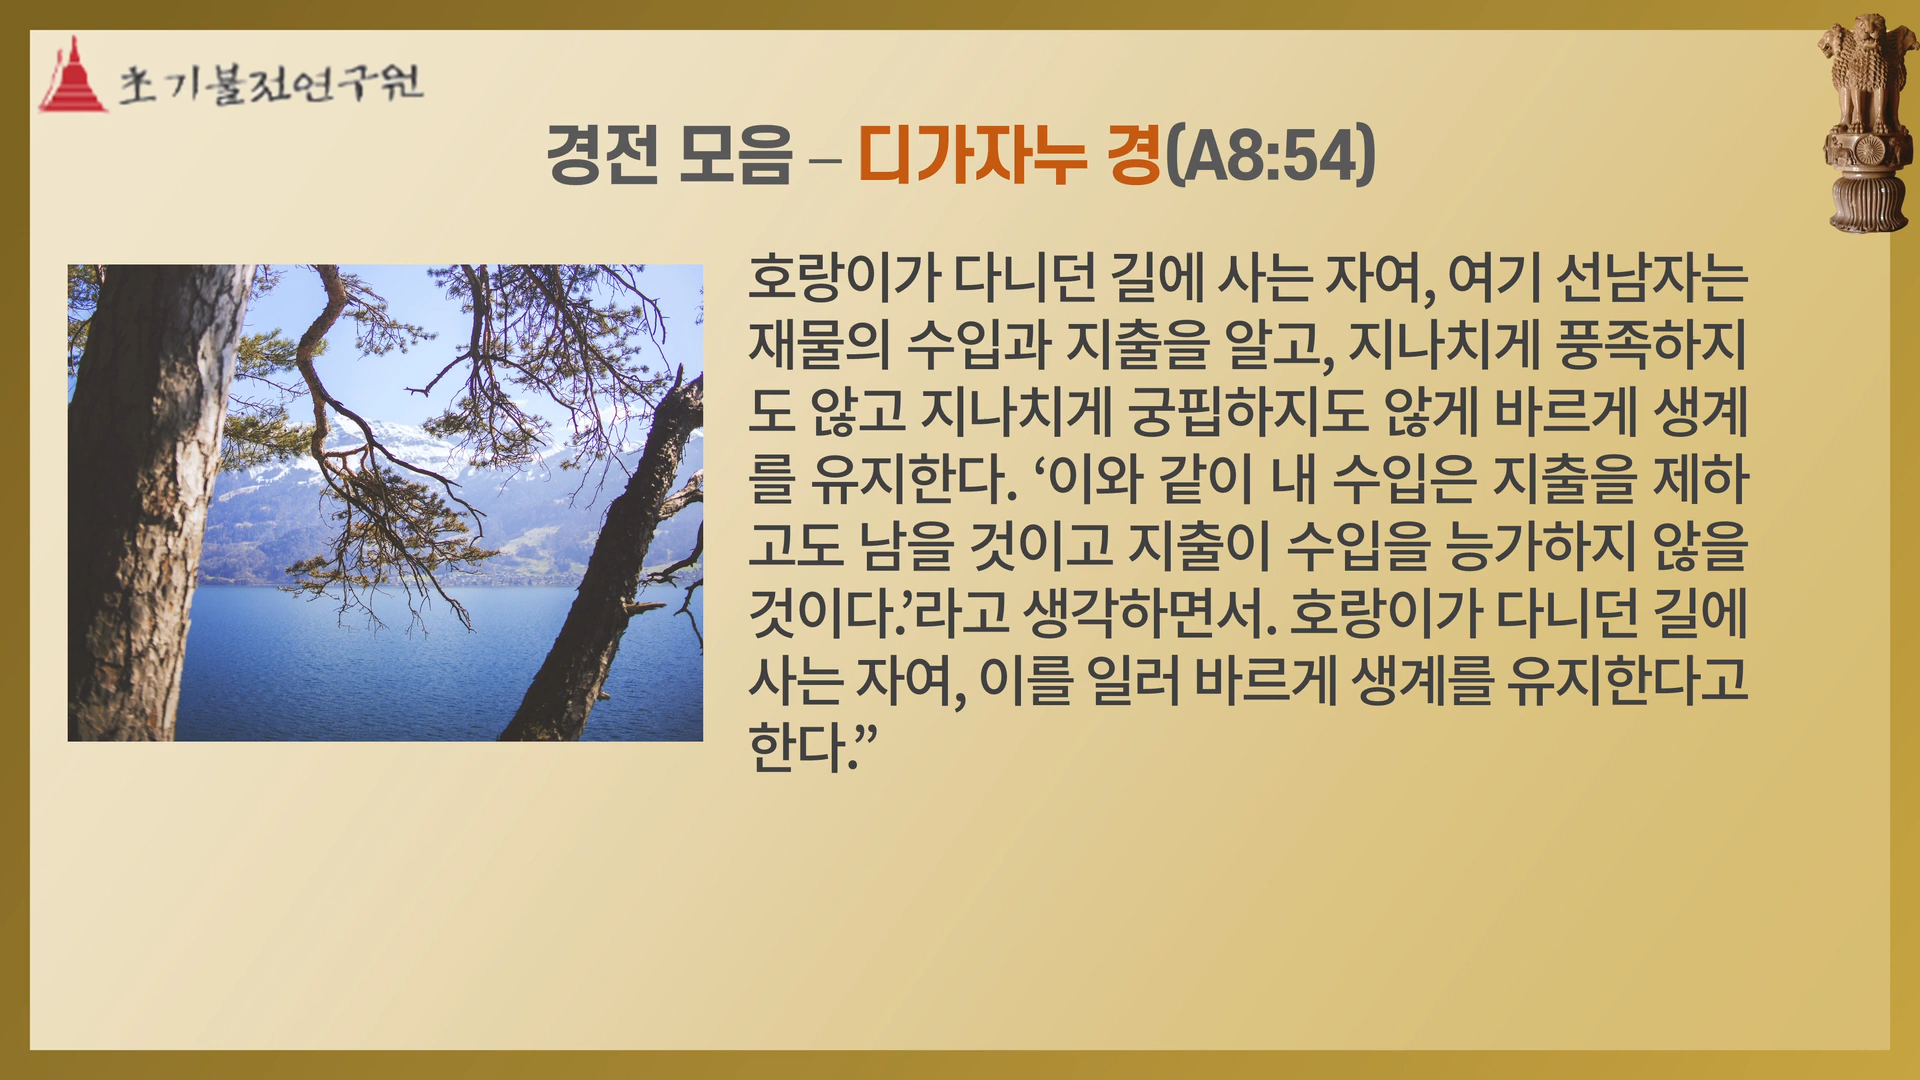 초기불전연구원
경전 모음 – 디가자누 경(A8:54)
호랑이가 다니던 길에 사는 자여, 여기 선남자는
재물의 수입과 지출을 알고, 지나치게 풍족하지
도 않고 지나치게 궁핍하지도 않게 바르게 생계
를 유지한다. ‘이와 같이 내 수입은 지출을 제하
고도 남을 것이고 지출이 수입을 능가하지 않을
것이다.’라고 생각하면서. 호랑이가 다니던 길에
사는 자여, 이를 일러 바르게 생계를 유지한다고
한다.”